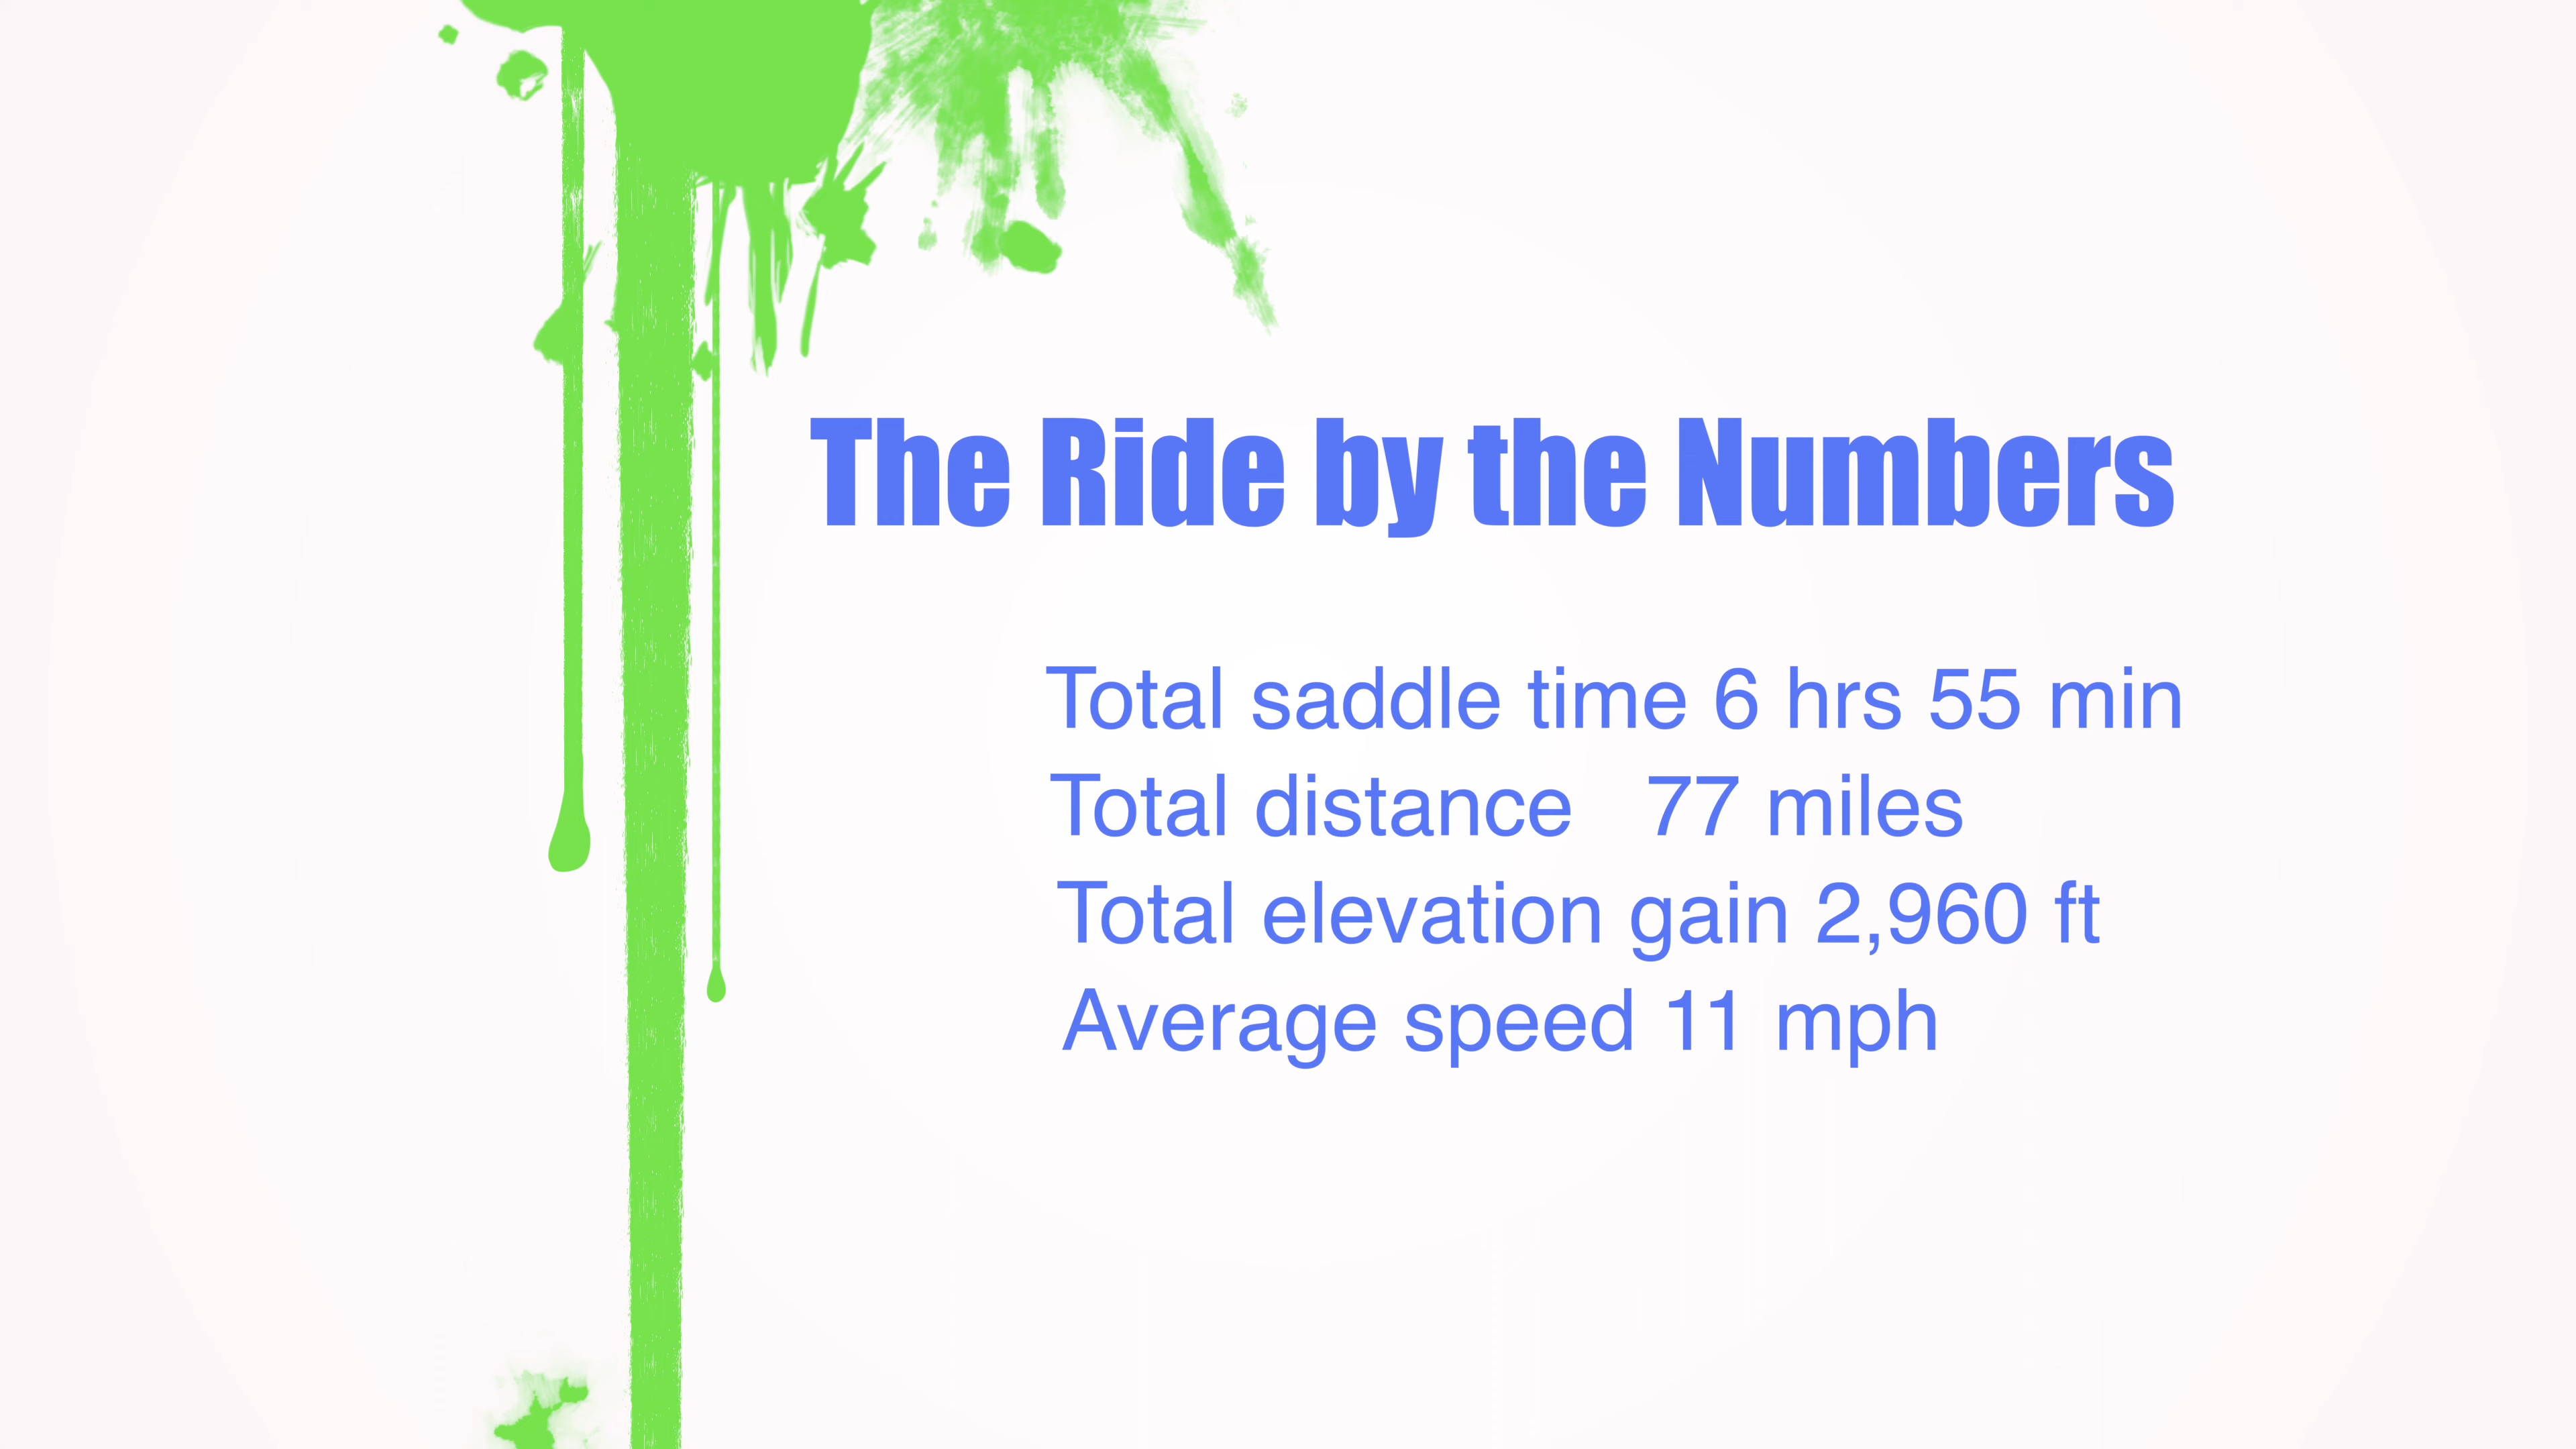 The Ride by the Numbers
Total saddle time 6 hrs 55 min
Total distance 77 miles
Total elevation gain 2,960 ft
Average speed 11 mph